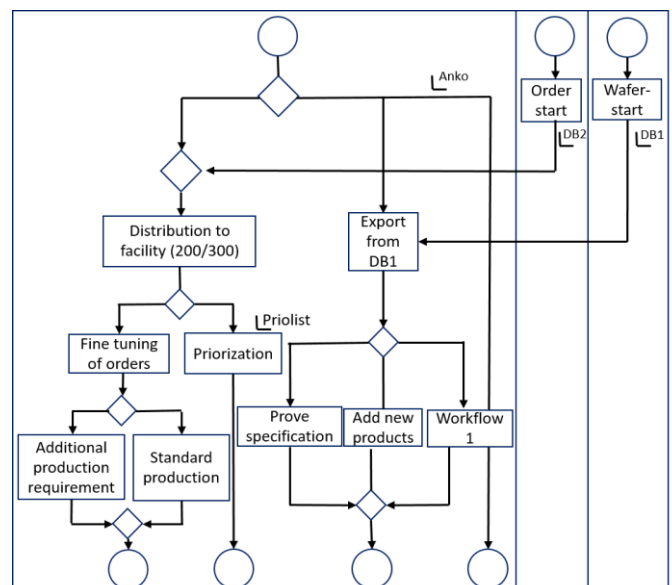 Anko
Order
start
Wafer-
start
DB2
DB1
Distribution to
facility (200/300)
Export
from
DB1
Priolist
Fine tuning
of orders
Priorization
Prove
specification
Add new
products
Workflow
1
Additional
production
requirement
Standard
production